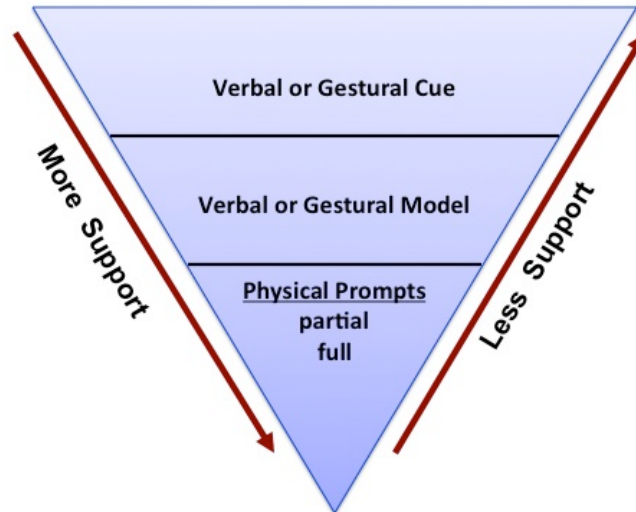 Verbal or Gestural Cue
More Support
Verbal or Gestural Model
Less Support
Physical Prompts
partial
full